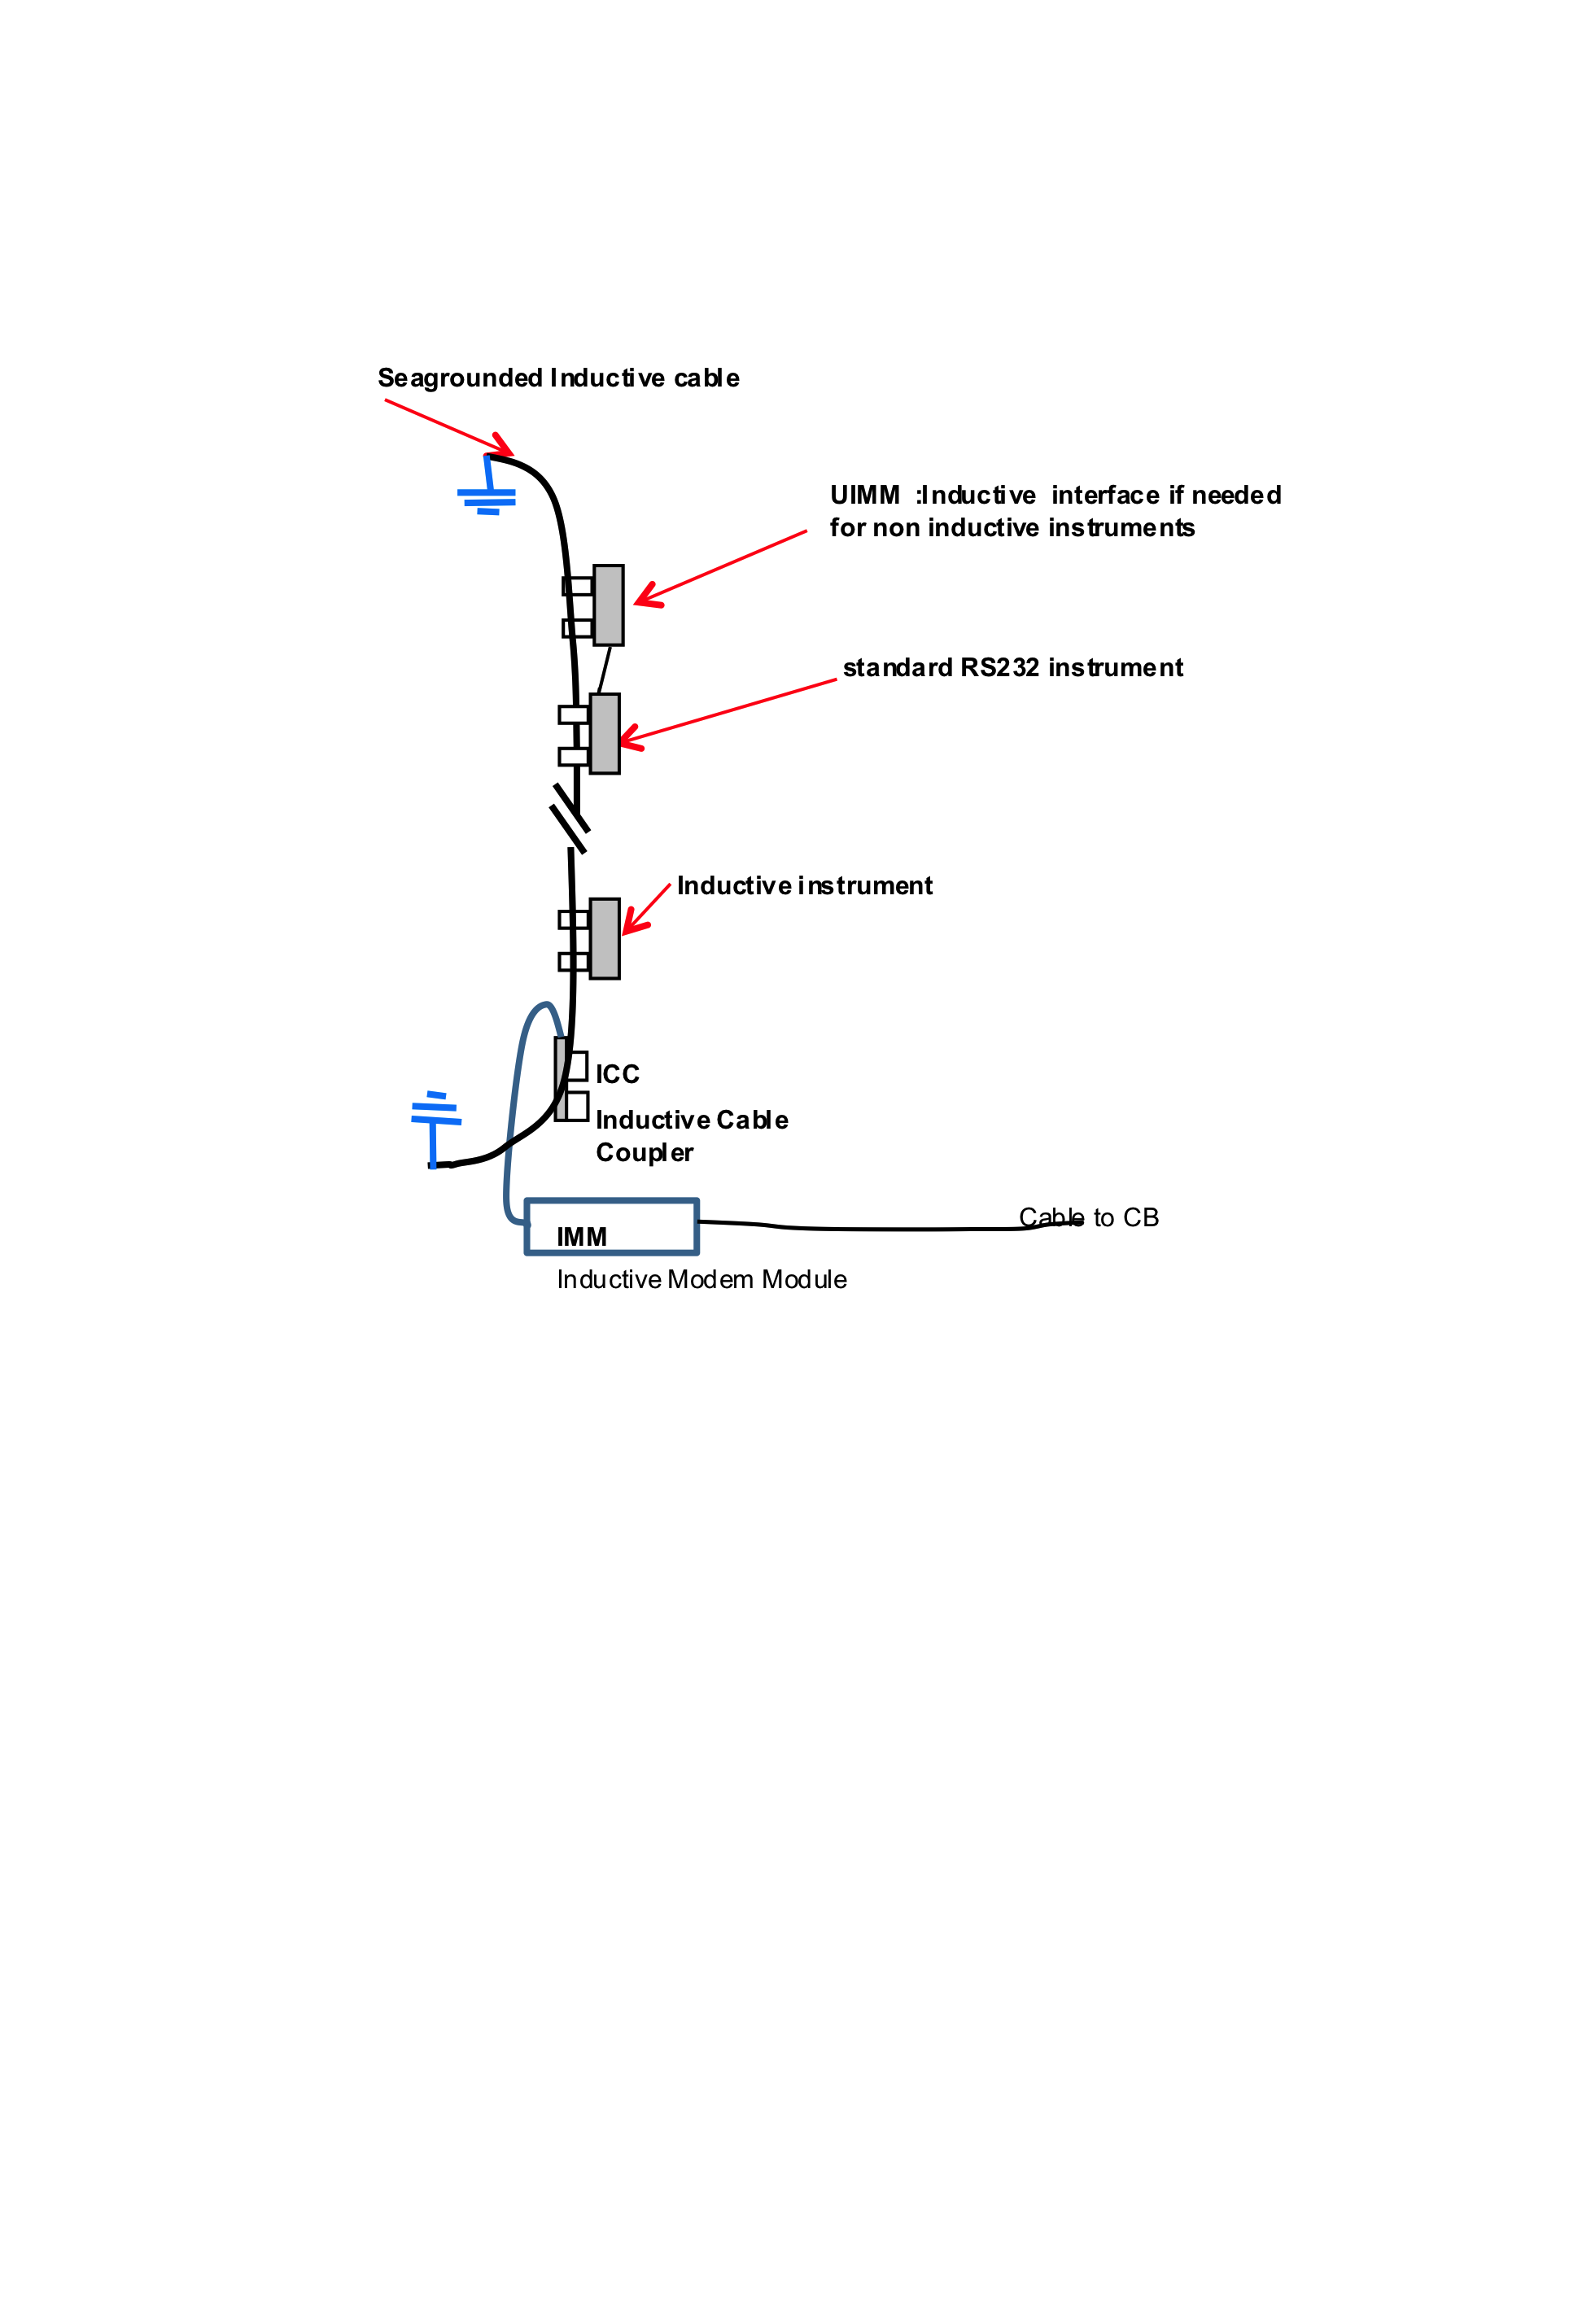 Seagrounded Inductive cable
UIMM :Inductive interface if needed
for non inductive instruments
standard RS232 instrument
Inductive instrument
ICC
Inductive Cable
Coupler
Cable to CB
IMM
Inductive Modem Module